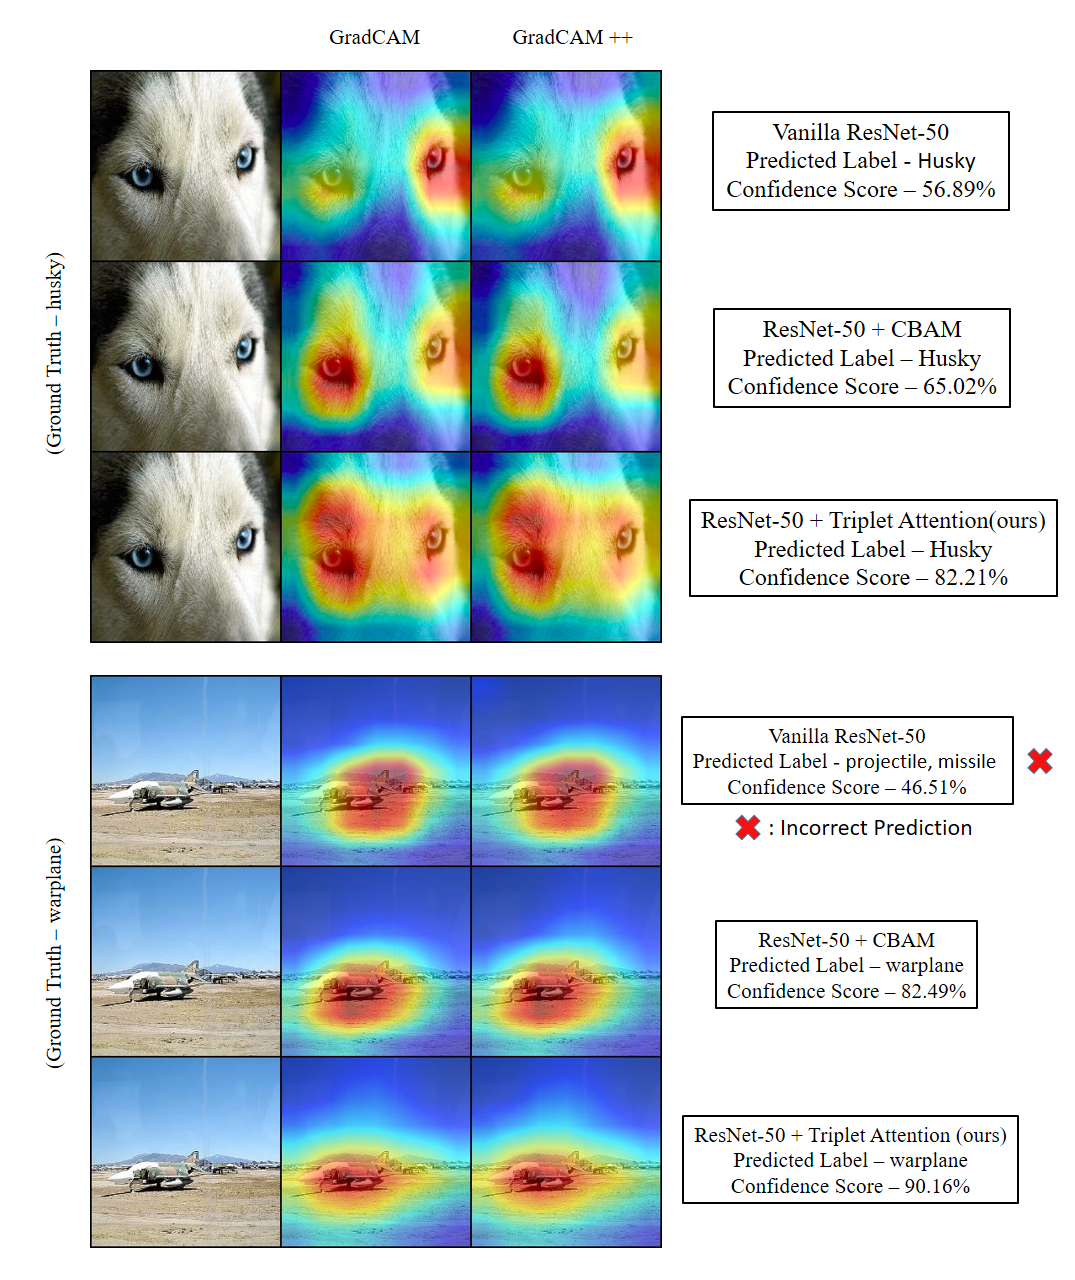 GradCAM
GradCAM ++
(Ground Truth – husky)
Vanilla ResNet-50
Predicted Label - Husky
Confidence Score – 56.89%
ResNet-50 + CBAM
Predicted Label – Husky
Confidence Score – 65.02%
ResNet-50 + Triplet Attention(ours)
Predicted Label – Husky
Confidence Score – 82.21%
(Ground Truth – warplane)
Vanilla ResNet-50
Predicted Label - projectile, missile
Confidence Score – 46.51%
: Incorrect Prediction
ResNet-50 + CBAM
Predicted Label – warplane
Confidence Score – 82.49%
ResNet-50 + Triplet Attention (ours)
Predicted Label – warplane
Confidence Score – 90.16%